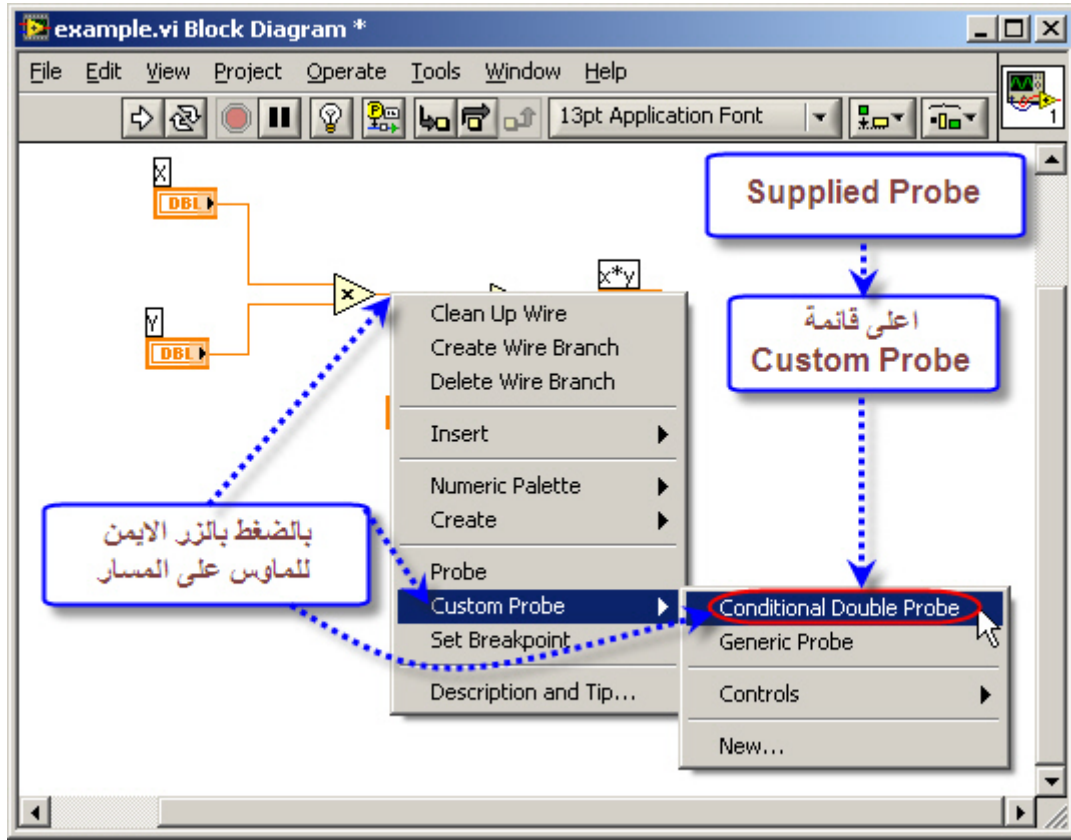 example.vi Block Diagram *
File Edit View Project Operate Tools Window Help
13pt Application Font
1
X
DBL
Y
DBL
x
x*y
Supplied Probe
اعلى قائمة
Custom Probe
بالضغط بالزر الايمن
للماوس على المسار
Clean Up Wire
Create Wire Branch
Delete Wire Branch
Insert
Numeric Palette
Create
Probe
Custom Probe
Set Breakpoint
Description and Tip...
Conditional Double Probe
Generic Probe
Controls
New...